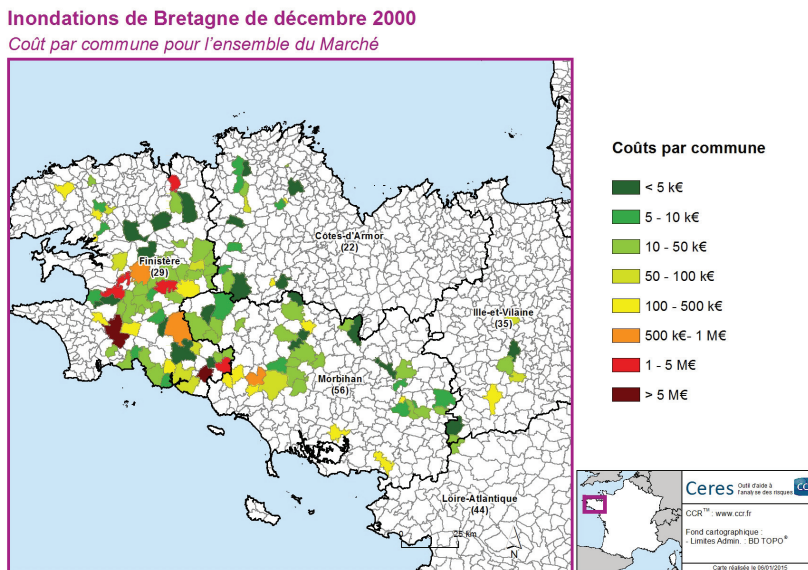 Inondations de Bretagne de décembre 2000
Coût par commune pour l'ensemble du Marché
Coûts par commune
< 5 k€
5 - 10 k€
10 - 50 k€
50 - 100 k€
100 - 500 k€
500 k€- 1 M€
1 - 5 M€
> 5 M€
Côtes-d'Armor
(22)
Finistère
(29)
Ille-et-Vilaine
(35)
Morbihan
(56)
Loire-Atlantique
(44)
0 25 km
N
Ceres Outil d'aide à
l'analyse des risques
CCR™ : www.ccr.fr
Fond cartographique :
- Limites Admin. : BD TOPO®
Carte réalisée le 06/01/2015